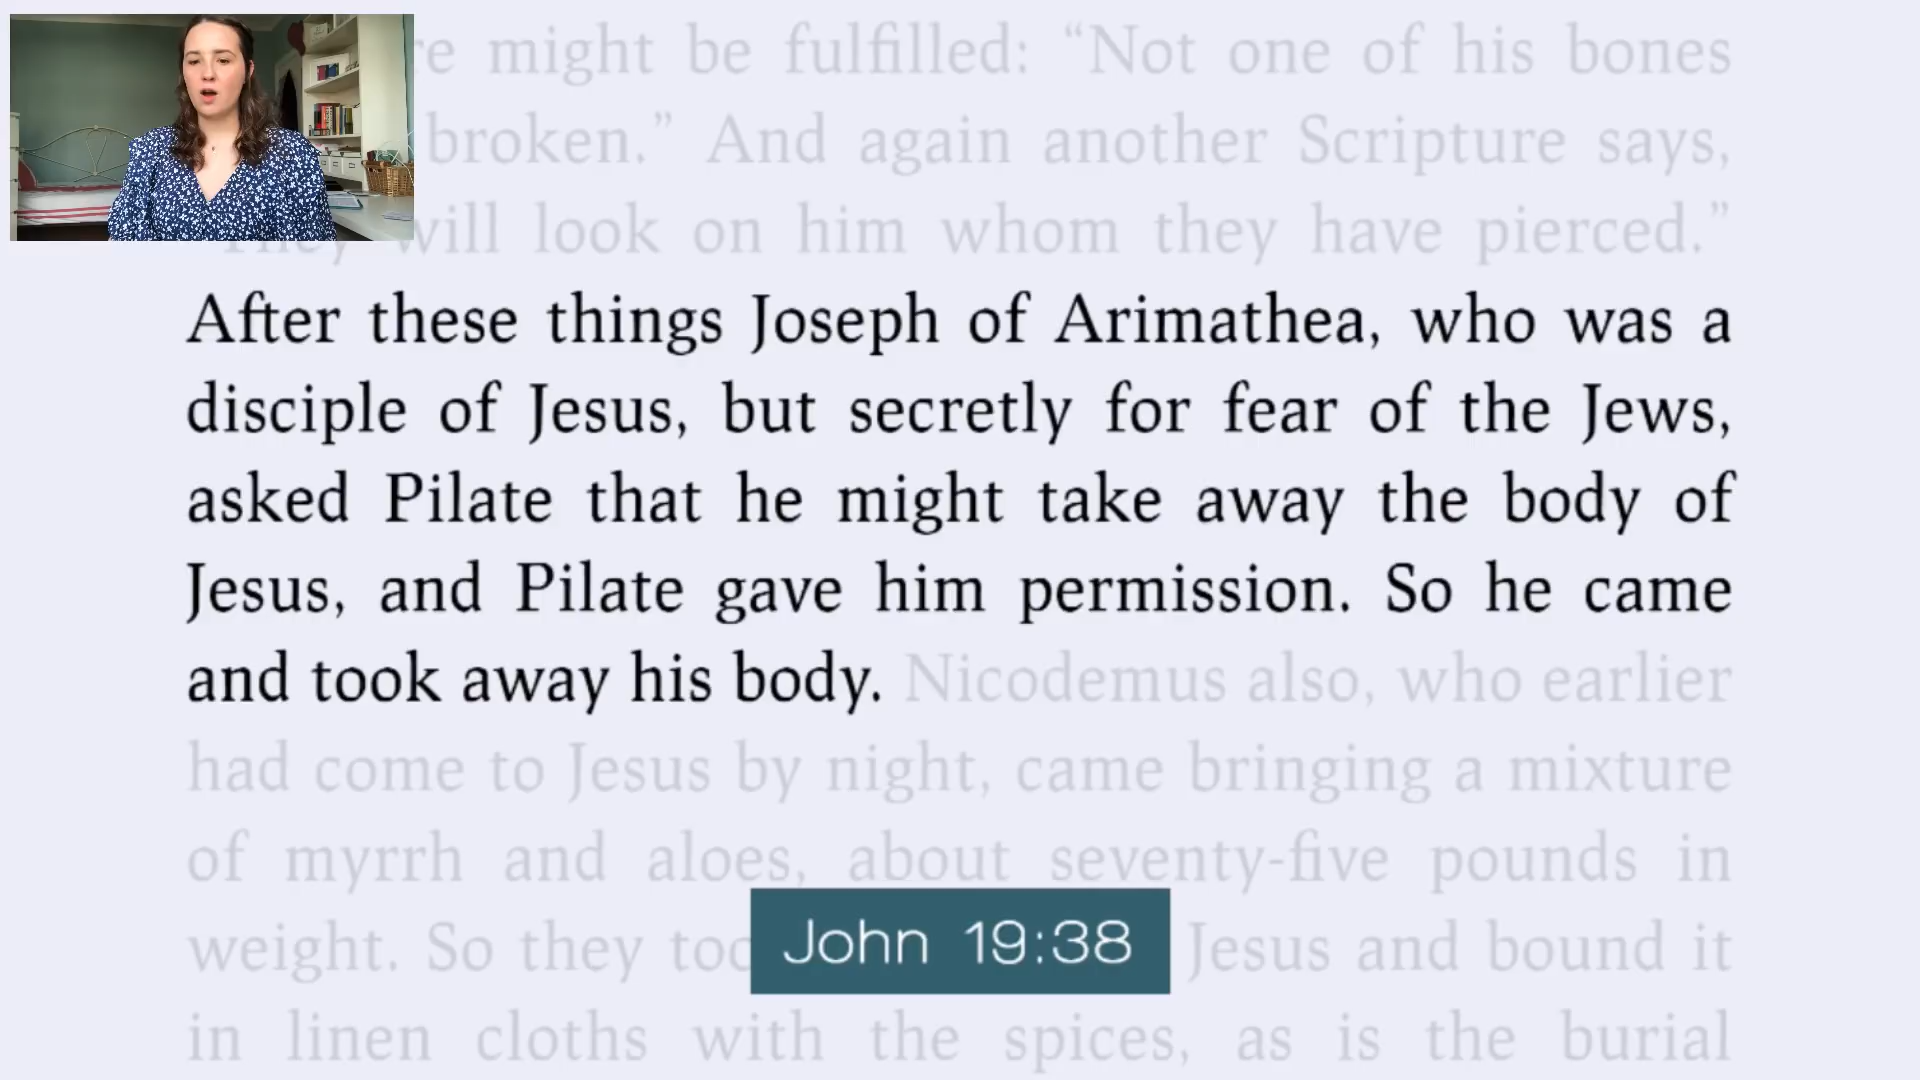 re might be fulfilled: “Not one of his bones
broken.” And again another Scripture says,
They will look on him whom they have pierced.”
After these things Joseph of Arimathea, who was a
disciple of Jesus, but secretly for fear of the Jews,
asked Pilate that he might take away the body of
Jesus, and Pilate gave him permission. So he came
and took away his body. Nicodemus also, who earlier
had come to Jesus by night, came bringing a mixture
of myrrh and aloes, about seventy-five pounds in
weight. So they too Jesus and bound it
John 19:38
in linen cloths with the spices, as is the burial